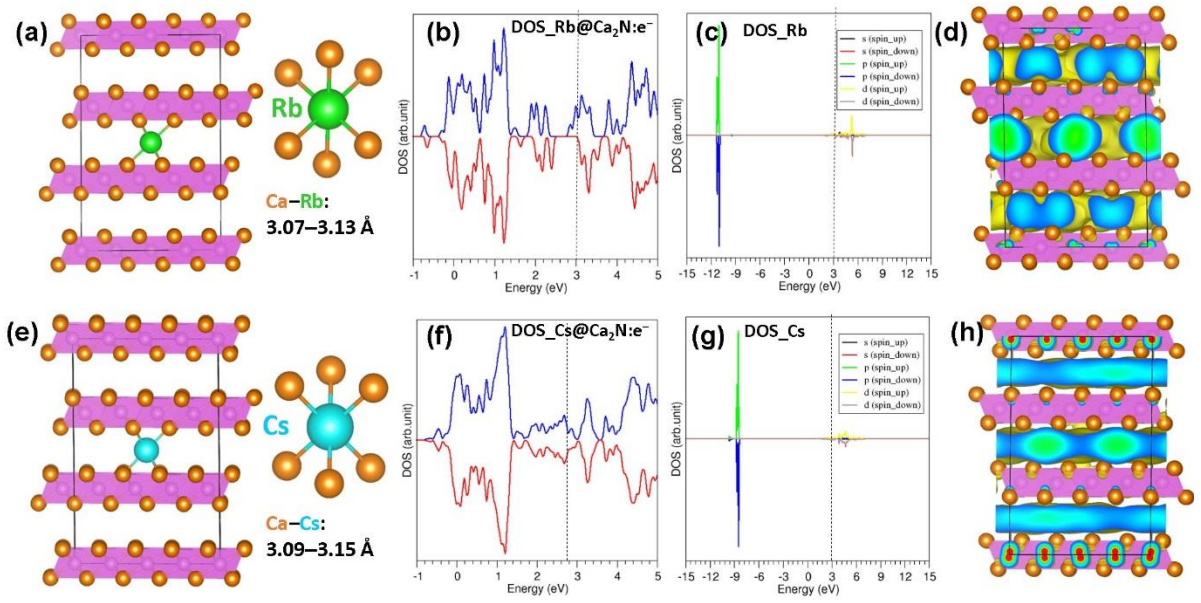 (a)
Rb
Ca–Rb:
3.07–3.13 Å
(b)
DOS_Rb@Ca₂N:e⁻
DOS (arb.unit)
-1 0 1 2 3 4 5
Energy (eV)
(c)
DOS_Rb
s (spin_up)
s (spin_down)
p (spin_up)
p (spin_down)
d (spin_up)
d (spin_down)
DOS (arb.unit)
-15 -12 -9 -6 -3 0 3 6 9 12 15
Energy (eV)
(d)
(e)
Cs
Ca–Cs:
3.09–3.15 Å
(f)
DOS_Cs@Ca₂N:e⁻
DOS (arb.unit)
-1 0 1 2 3 4 5
Energy (eV)
(g)
DOS_Cs
s (spin_up)
s (spin_down)
p (spin_up)
p (spin_down)
d (spin_up)
d (spin_down)
DOS (arb.unit)
-15 -12 -9 -6 -3 0 3 6 9 12 15
Energy (eV)
(h)